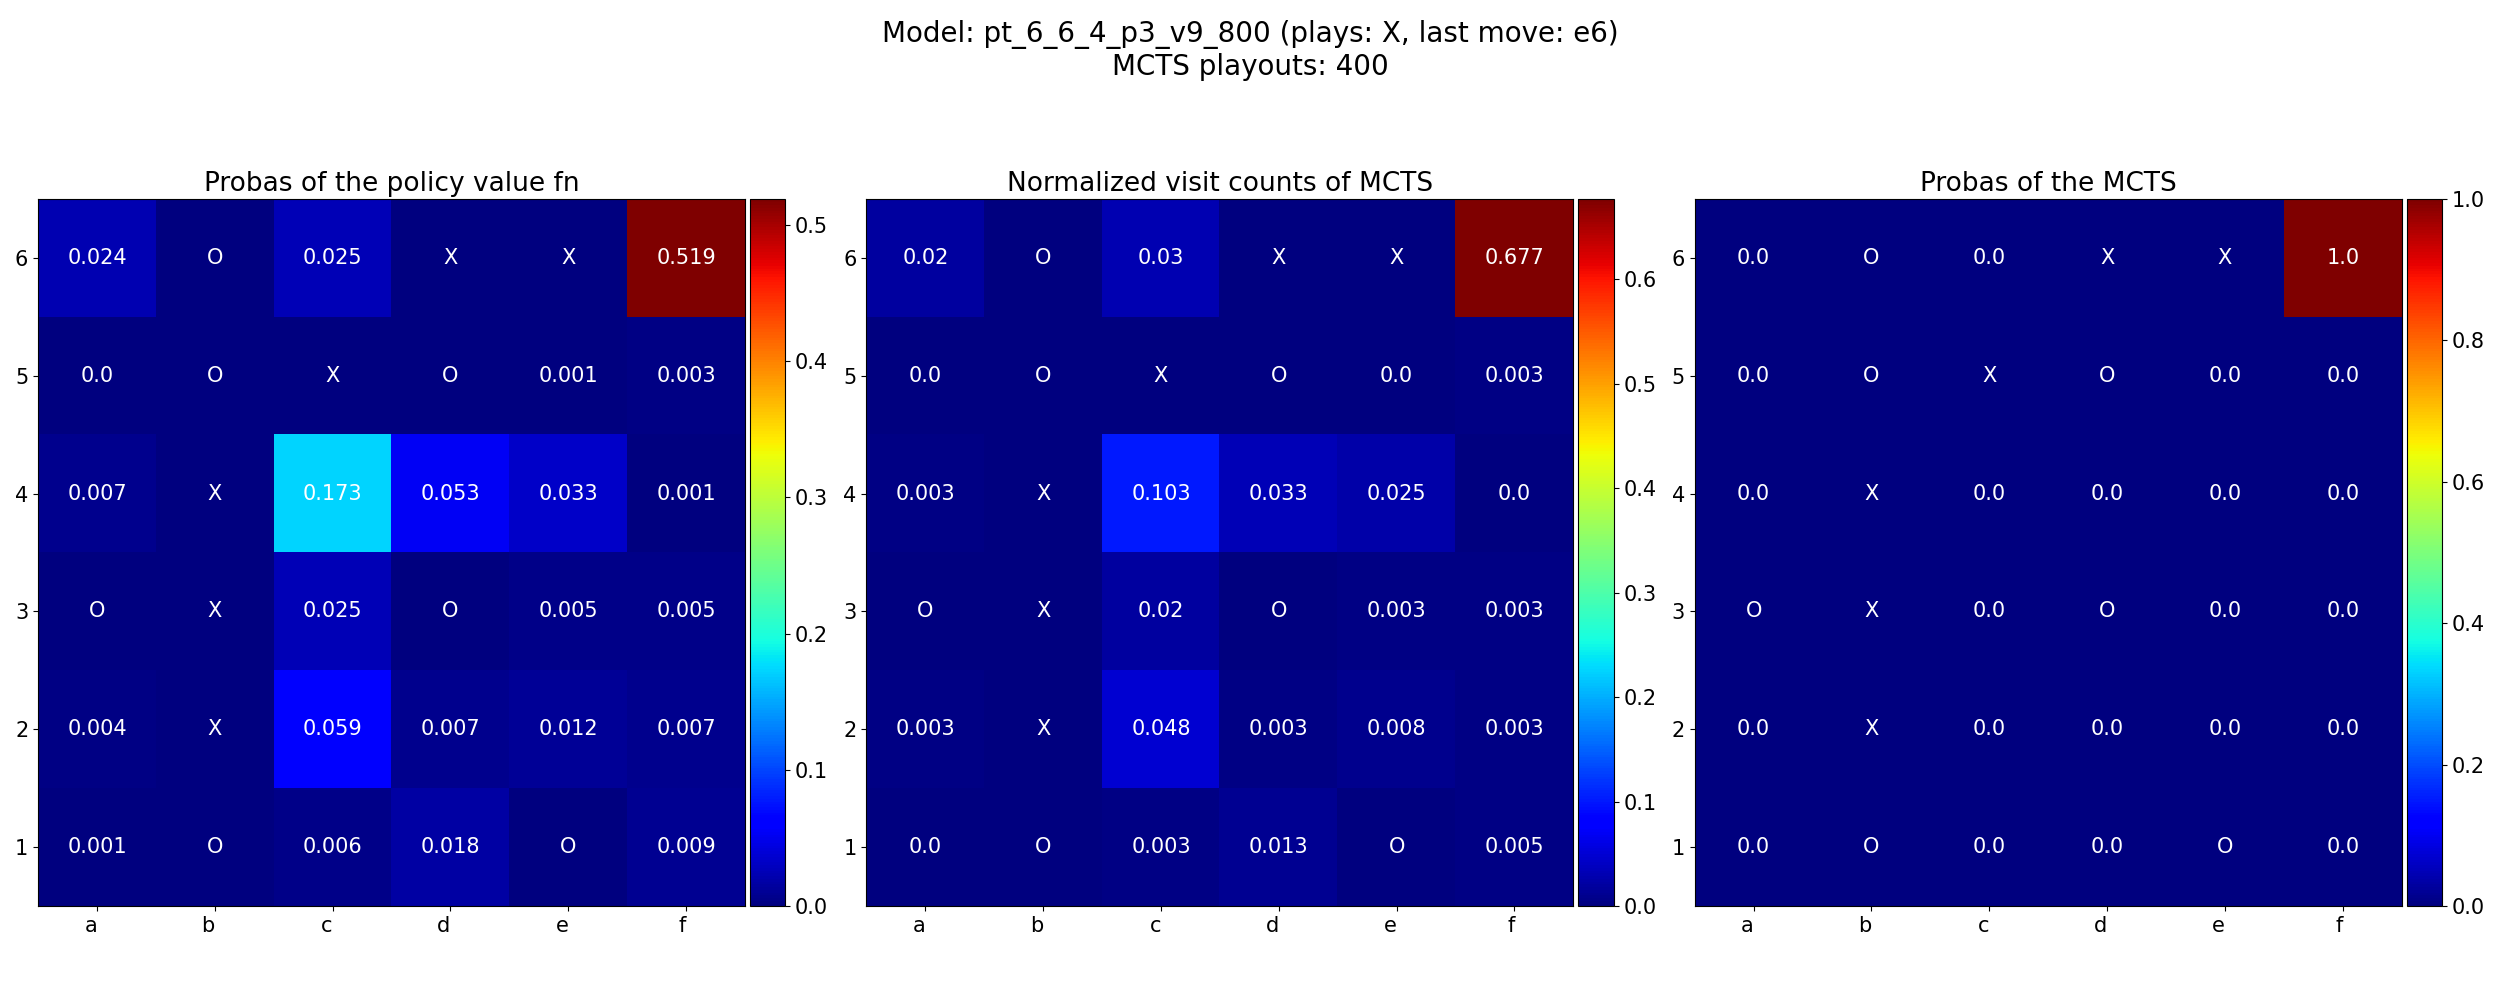 Model: pt_6_6_4_p3_v9_800 (plays: X, last move: e6)
MCTS playouts: 400
Probas of the policy value fn
6 0.024 O 0.025 X X 0.519
5 0.0 O X O 0.001 0.003
4 0.007 X 0.173 0.053 0.033 0.001
3 O X 0.025 O 0.005 0.005
2 0.004 X 0.059 0.007 0.012 0.007
1 0.001 O 0.006 0.018 O 0.009
a b c d e f
0.5
0.4
0.3
0.2
0.1
0.0
Normalized visit counts of MCTS
6 0.02 O 0.03 X X 0.677
5 0.0 O X O 0.0 0.003
4 0.003 X 0.103 0.033 0.025 0.0
3 O X 0.02 O 0.003 0.003
2 0.003 X 0.048 0.003 0.008 0.003
1 0.0 O 0.003 0.013 O 0.005
a b c d e f
0.6
0.5
0.4
0.3
0.2
0.1
0.0
Probas of the MCTS
6 0.0 O 0.0 X X 1.0
5 0.0 O X O 0.0 0.0
4 0.0 X 0.0 0.0 0.0 0.0
3 O X 0.0 O 0.0 0.0
2 0.0 X 0.0 0.0 0.0 0.0
1 0.0 O 0.0 0.0 O 0.0
a b c d e f
1.0
0.8
0.6
0.4
0.2
0.0